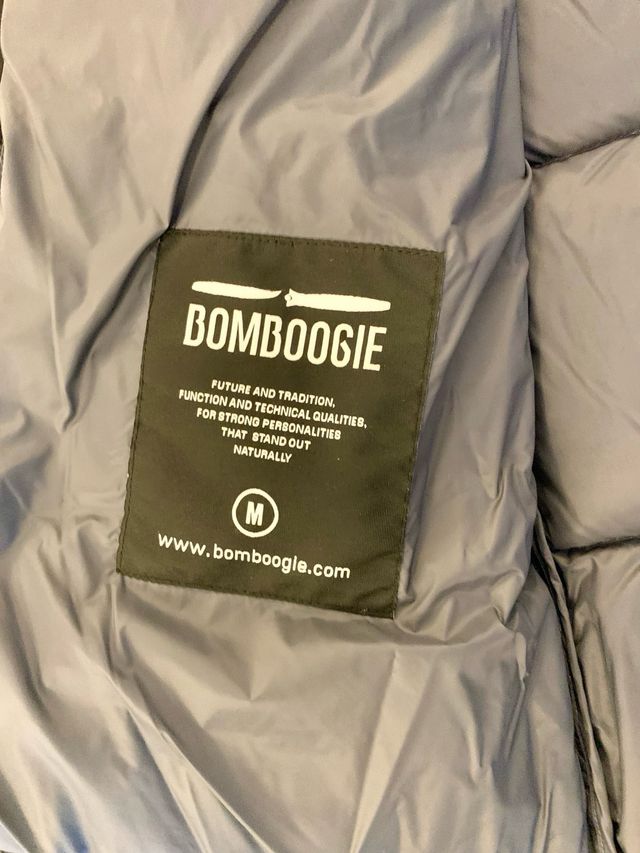 BOMBOOGIE
FUTURE AND TRADITION,
FUNCTION AND TECHNICAL QUALITIES,
FOR STRONG PERSONALITIES
THAT STAND OUT
NATURALLY
M
www.bomboogie.com